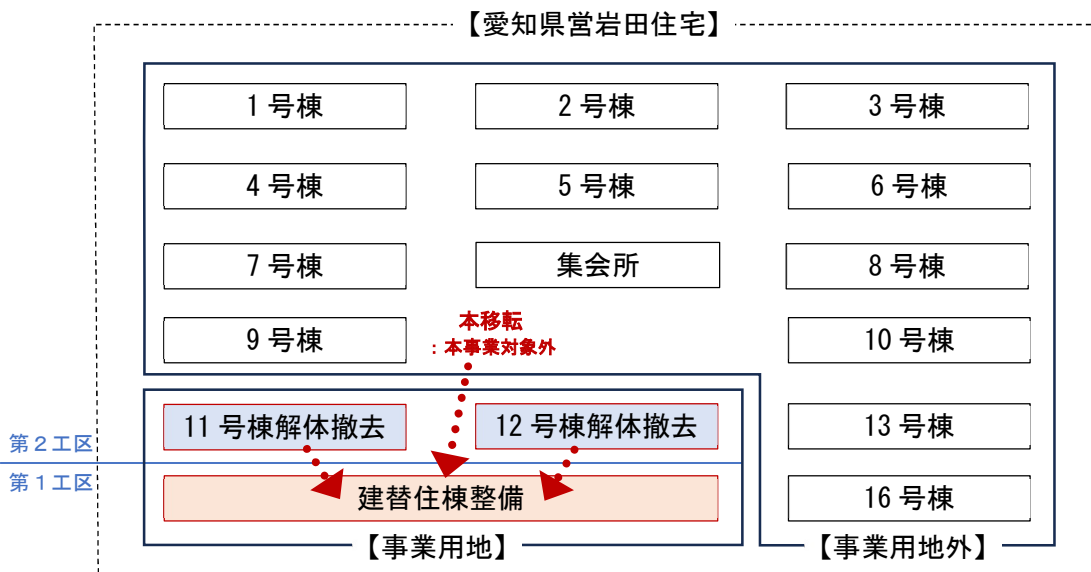 【愛知県営岩田住宅】
1号棟
2号棟
3号棟
4号棟
5号棟
6号棟
7号棟
集会所
8号棟
9号棟
本移転
:本事業対象外
10号棟
11号棟解体撤去
12号棟解体撤去
13号棟
第2工区
第1工区
建替住棟整備
16号棟
【事業用地】
【事業用地外】